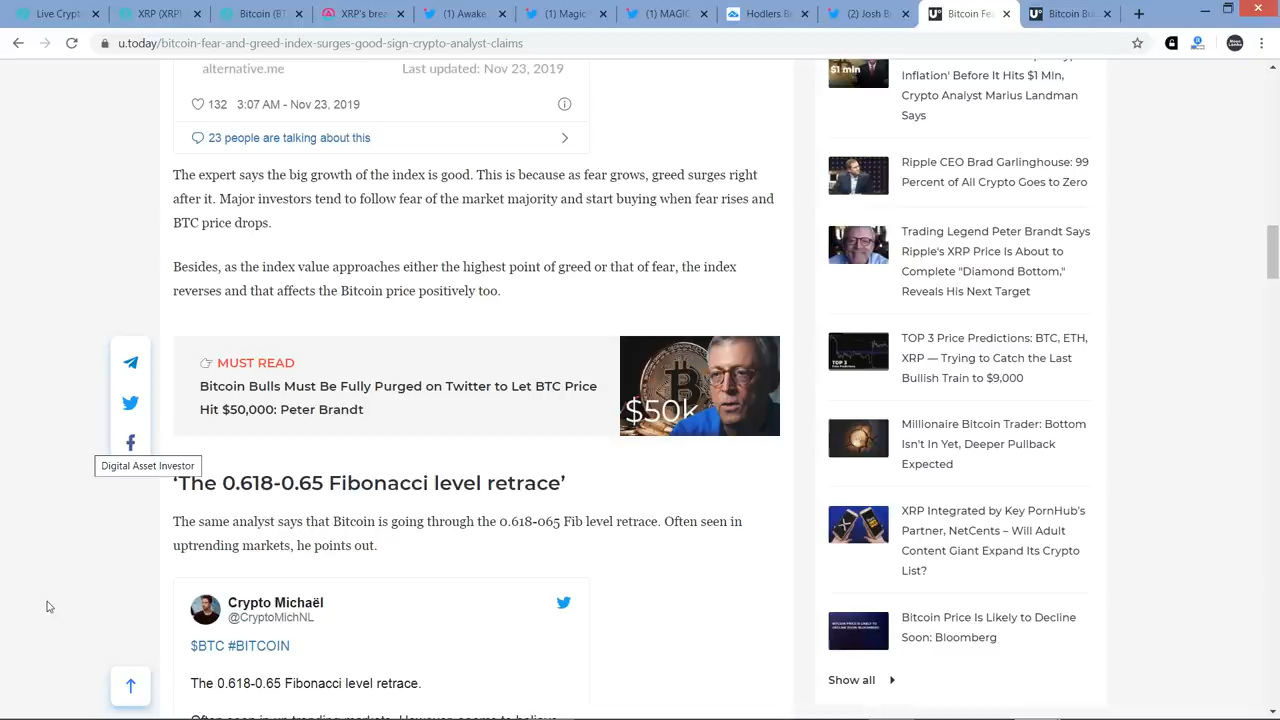 Get Crypto
XRP's brea
(1) Magic
(1) Magic
(1) MAGIC
Hodlers Be
(2) Josh B
Bitcoin Fe
u.today/bitcoin-fear-and-greed-index-surges-good-sign-crypto-analyst-claims
alternative.me
Last updated: Nov 23, 2019
132 3:07 AM - Nov 23, 2019
23 people are talking about this
The expert says the big growth of the index is good. This is because as fear grows, greed surges right
after it. Major investors tend to follow fear of the market majority and start buying when fear rises and
BTC price drops.
Besides, as the index value approaches either the highest point of greed or that of fear, the index
reverses and that affects the Bitcoin price positively too.
MUST READ
Bitcoin Bulls Must Be Fully Purged on Twitter to Let BTC Price
Hit $50,000: Peter Brandt
$50k
Digital Asset Investor
‘The 0.618-0.65 Fibonacci level retrace’
The same analyst says that Bitcoin is going through the 0.618-065 Fib level retrace. Often seen in
uptrending markets, he points out.
Crypto Michaël
@CryptoMichNL
$BTC #BITCOIN
The 0.618-0.65 Fibonacci level retrace.
$1 mln
Inflation' Before It Hits $1 Mln,
Crypto Analyst Marius Landman
Says
Ripple CEO Brad Garlinghouse: 99
Percent of All Crypto Goes to Zero
Trading Legend Peter Brandt Says
Ripple's XRP Price Is About to
Complete "Diamond Bottom,"
Reveals His Next Target
TOP 3 Price Predictions: BTC, ETH,
XRP — Trying to Catch the Last
Bullish Train to $9,000
TOP 3
Millionaire Bitcoin Trader: Bottom
Isn't In Yet, Deeper Pullback
Expected
XRP Integrated by Key PornHub's
Partner, NetCents – Will Adult
Content Giant Expand Its Crypto
List?
Bitcoin Price Is Likely to Decline
Soon: Bloomberg
Show all